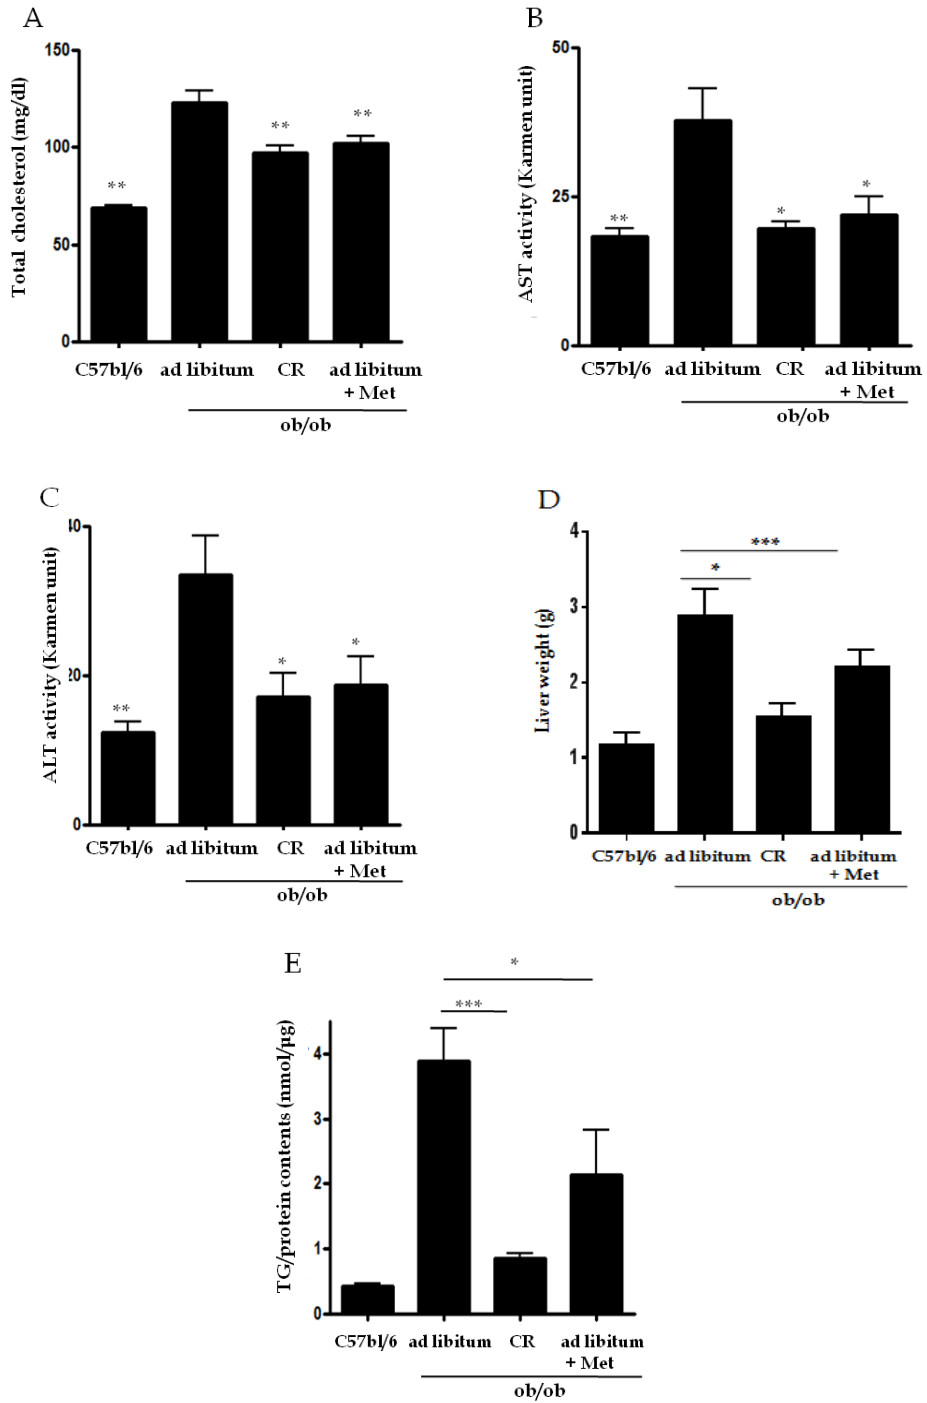 A
Total cholesterol (mg/dl)
150
100
50
0
**
**
**
C57bl/6 ad libitum CR ad libitum
+ Met
ob/ob
B
AST activity (Karmen unit)
50
25
0
**
*
*
C57bl/6 ad libitum CR ad libitum
+ Met
ob/ob
C
ALT activity (Karmen unit)
40
20
0
**
*
*
C57bl/6 ad libitum CR ad libitum
+ Met
ob/ob
D
Liver weight (g)
4
3
2
1
0
***
*
C57bl/6 ad libitum CR ad libitum
+ Met
ob/ob
E
TG/protein contents (nmol/µg)
4
3
2
1
0
*
***
C57bl/6 ad libitum CR ad libitum
+ Met
ob/ob